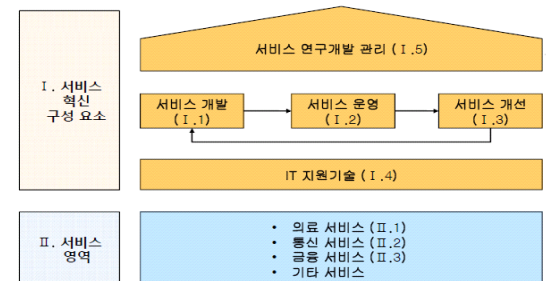 서비스 연구개발 관리 (Ⅰ.5)
Ⅰ. 서비스
혁신
구성 요소
서비스 개발
(Ⅰ.1)
서비스 운영
(Ⅰ.2)
서비스 개선
(Ⅰ.3)
IT 지원기술 (Ⅰ.4)
Ⅱ. 서비스
영역
• 의료 서비스 (Ⅱ.1)
• 통신 서비스 (Ⅱ.2)
• 금융 서비스 (Ⅱ.3)
• 기타 서비스